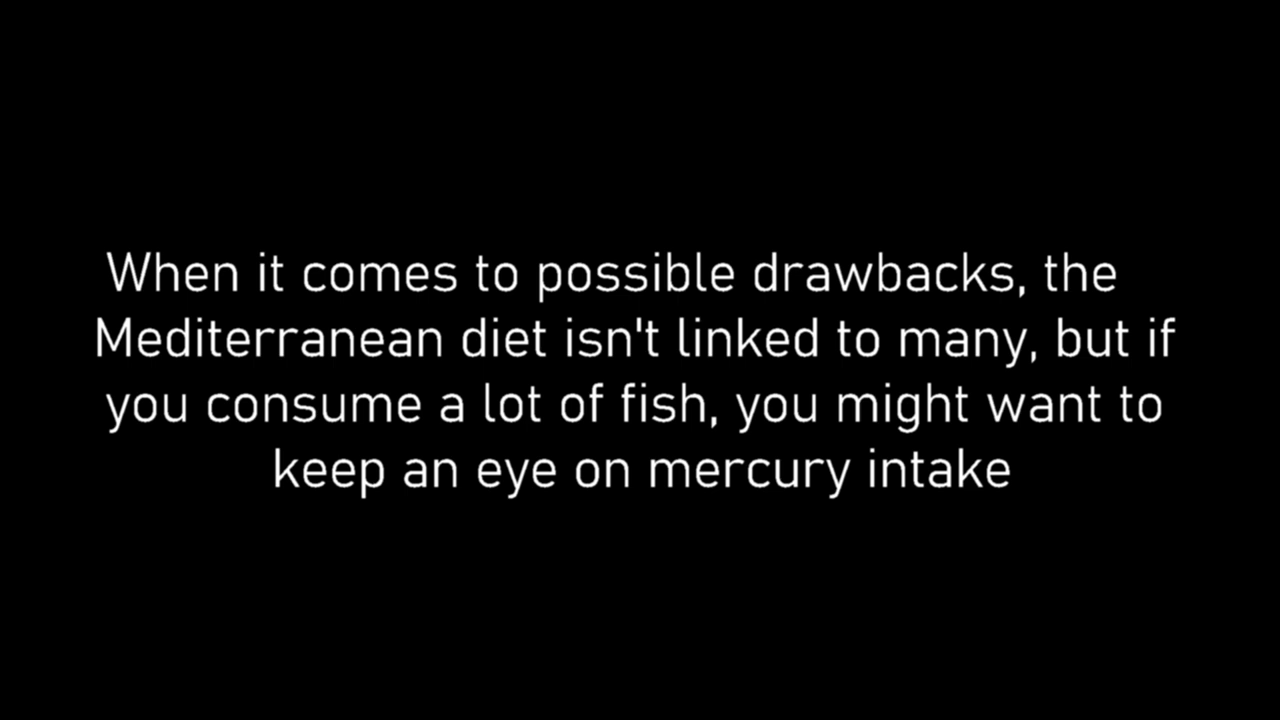 When it comes to possible drawbacks, the
Mediterranean diet isn't linked to many, but if
you consume a lot of fish, you might want to
keep an eye on mercury intake